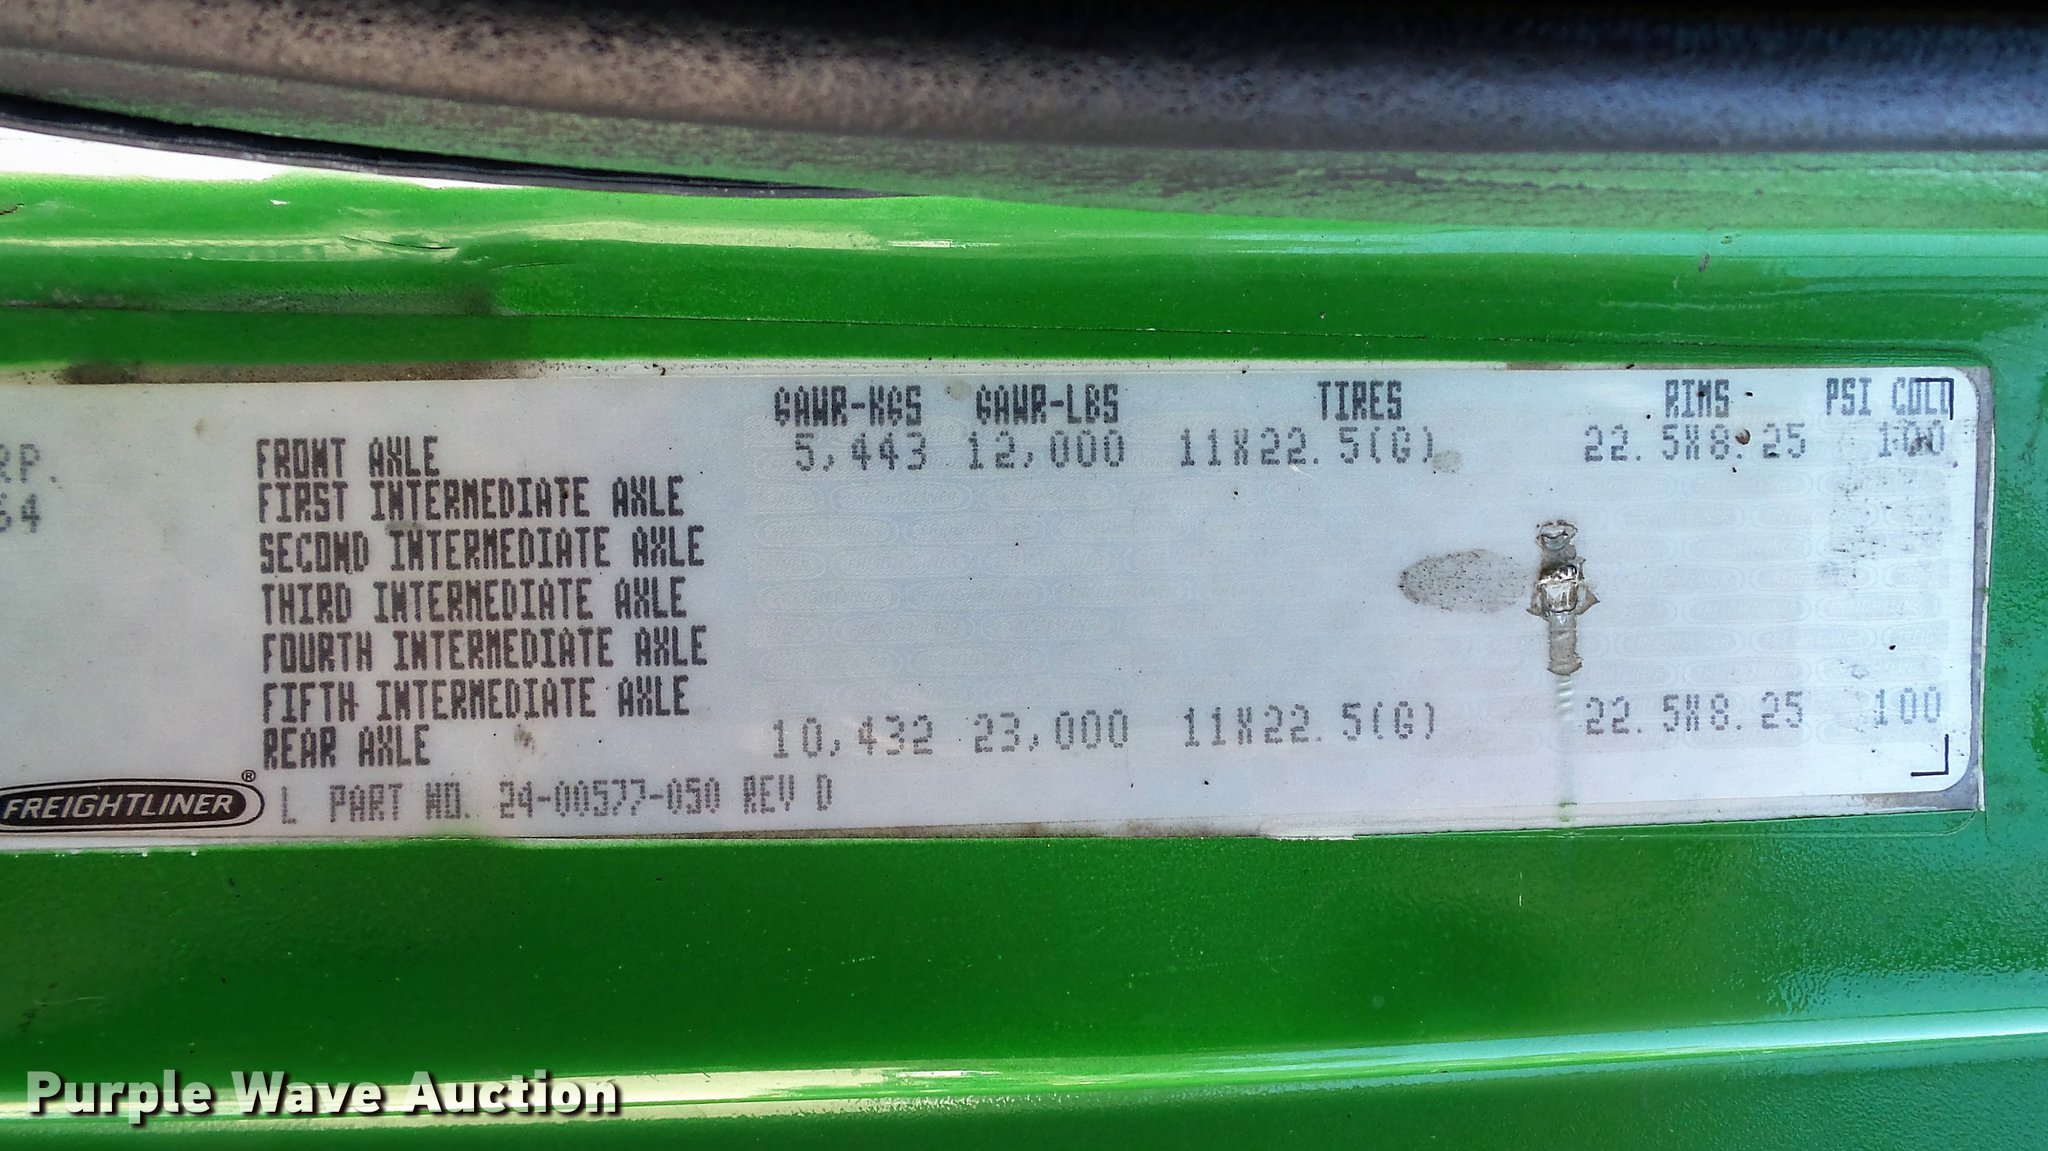 GAWR-KGS GAWR-LBS TIRES RIMS PSI COLD
RP. FRONT AXLE 5,443 12,000 11X22.5(G) 22.5X8.25 100
64 FIRST INTERMEDIATE AXLE
SECOND INTERMEDIATE AXLE
THIRD INTERMEDIATE AXLE
FOURTH INTERMEDIATE AXLE
FIFTH INTERMEDIATE AXLE
REAR AXLE 10,432 23,000 11X22.5(G) 22.5X8.25 100
FREIGHTLINER® L PART NO. 24-00577-050 REV D
Purple Wave Auction